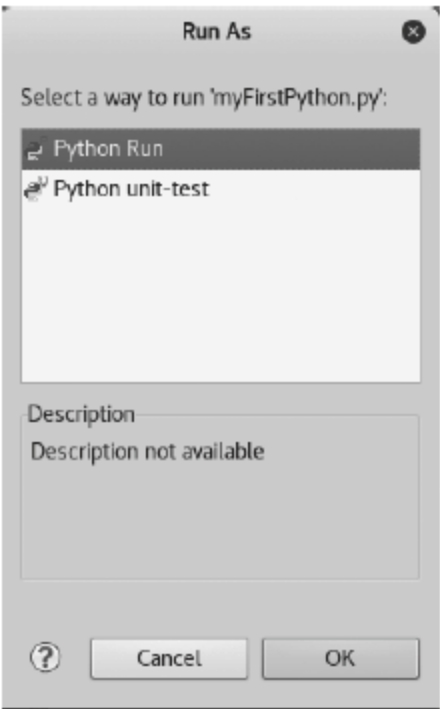 Run As
Select a way to run 'myFirstPython.py':
Python Run
Python unit-test
Description
Description not available
?
Cancel
OK